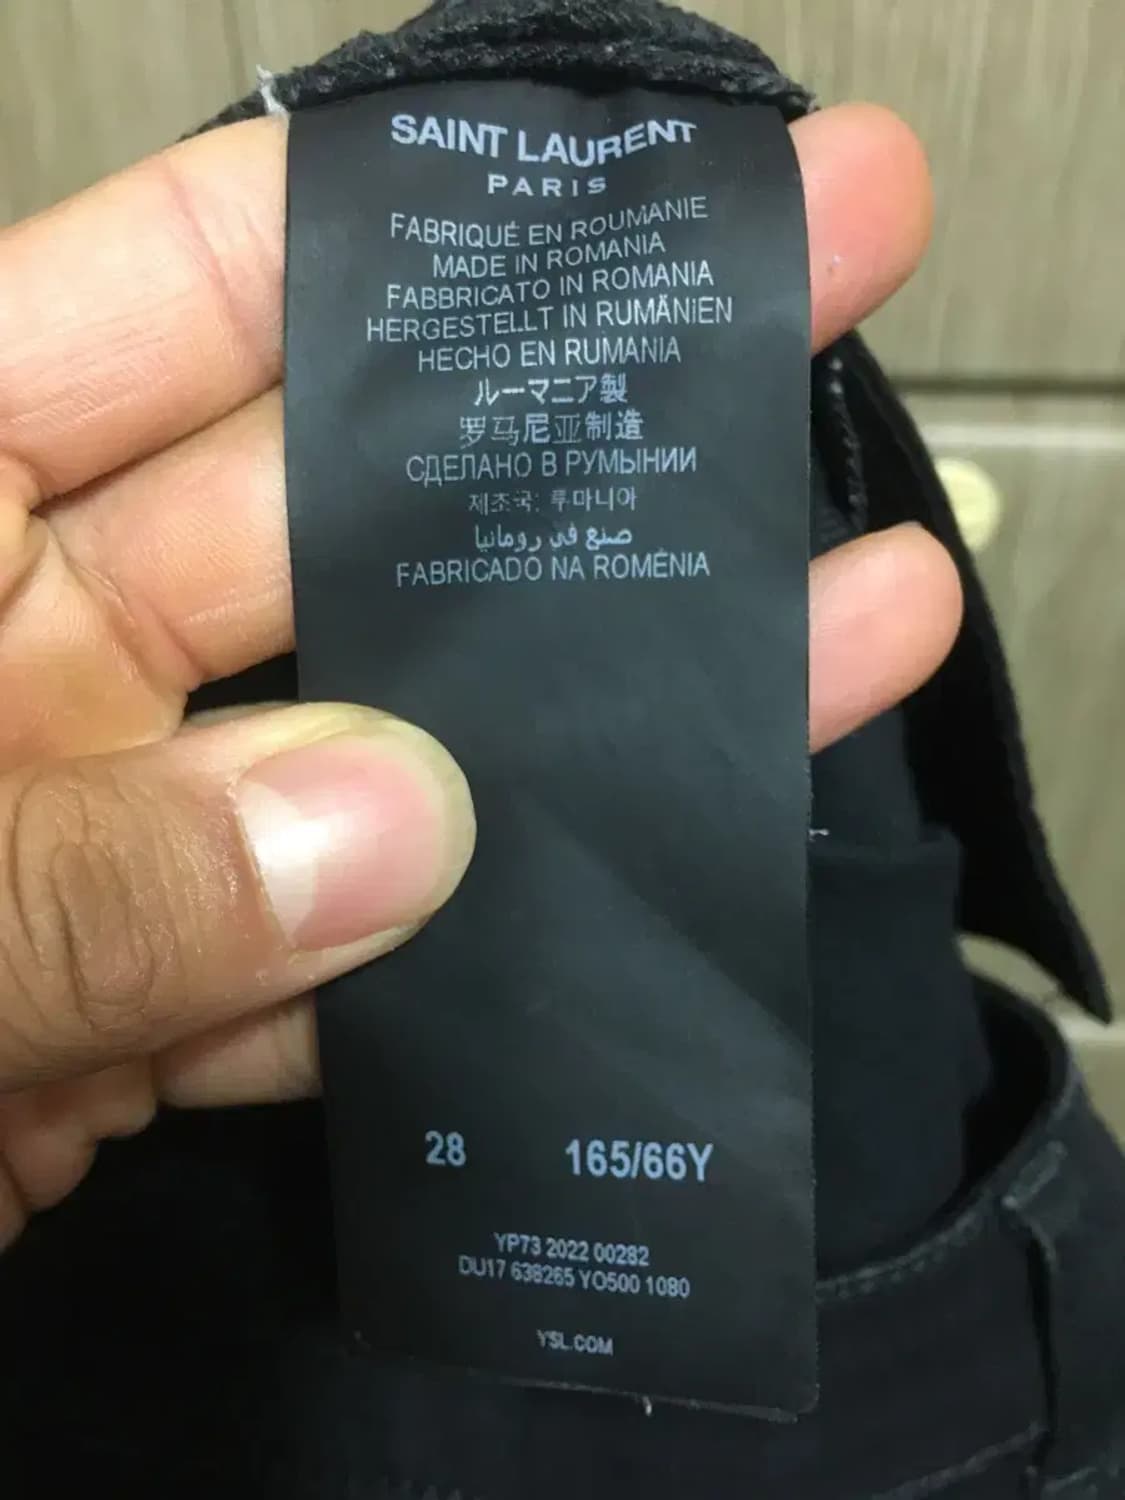 SAINT LAURENT
PARIS
FABRIQUÉ EN ROUMANIE
MADE IN ROMANIA
FABBRICATO IN ROMANIA
HERGESTELLT IN RUMÄNIEN
HECHO EN RUMANIA
ルーマニア製
罗马尼亚制造
СДЕЛАНО В РУМЫНИИ
제조국: 루마니아
صنع في رومانيا
FABRICADO NA ROMÉNIA
28 165/66Y
YP73 2022 00282
DU17 638265 YO500 1080
YSL.COM